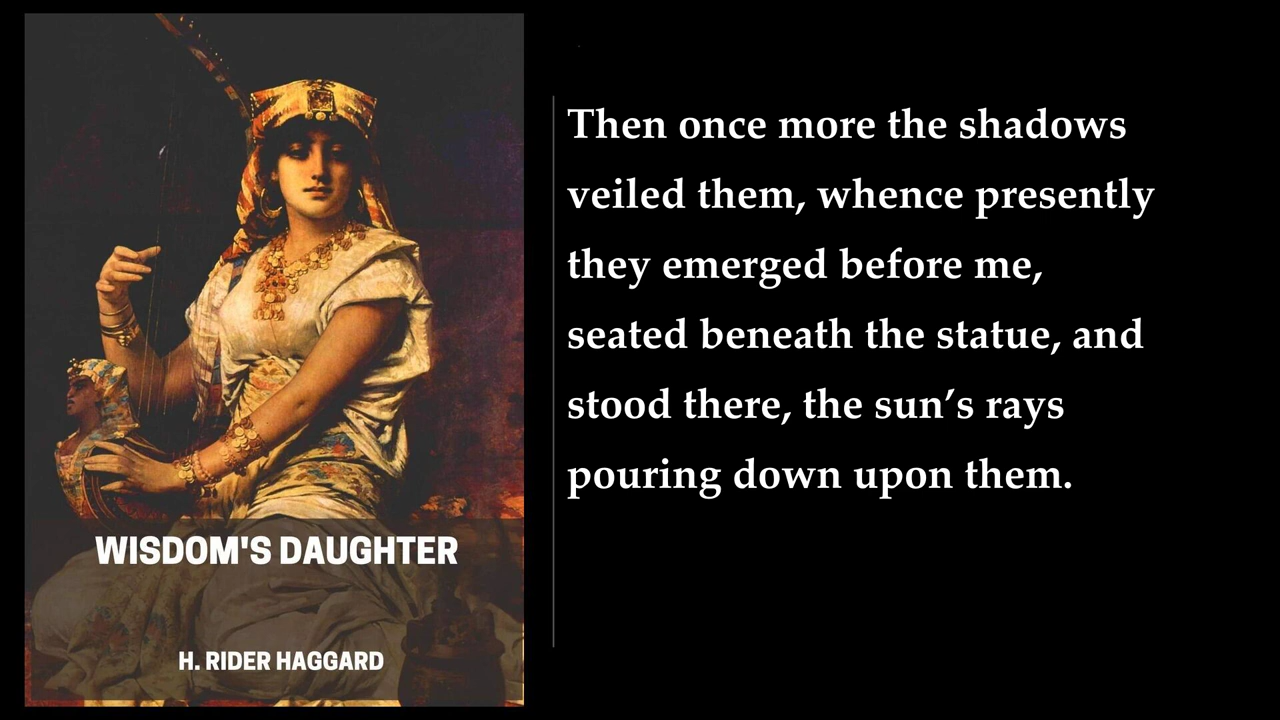 WISDOM'S DAUGHTER
H. RIDER HAGGARD
Then once more the shadows
veiled them, whence presently
they emerged before me,
seated beneath the statue, and
stood there, the sun’s rays
pouring down upon them.